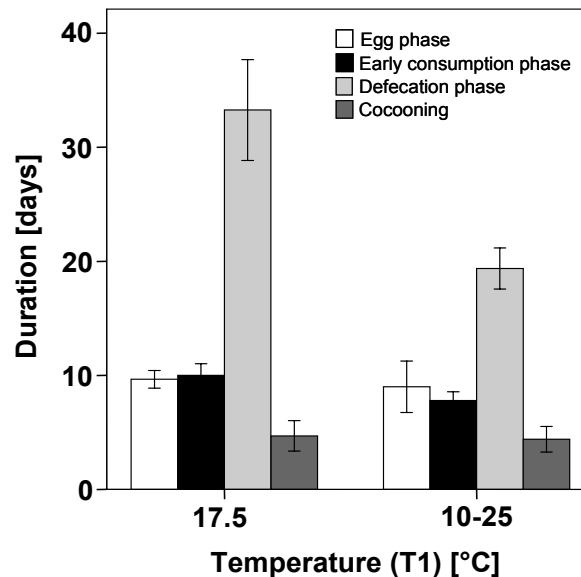 40
30
20
10
0
Duration [days]
Egg phase
Early consumption phase
Defecation phase
Cocooning
17.5
10-25
Temperature (T1) [°C]